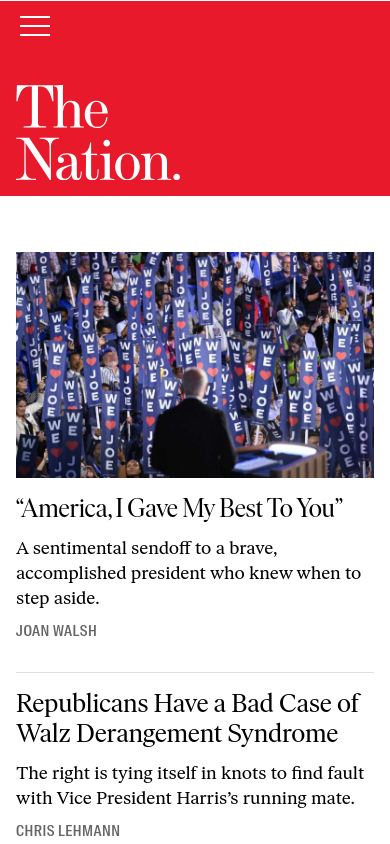 The
Nation.
WE ❤ JOE
“America, I Gave My Best To You”
A sentimental sendoff to a brave,
accomplished president who knew when to
step aside.
JOAN WALSH
Republicans Have a Bad Case of
Walz Derangement Syndrome
The right is tying itself in knots to find fault
with Vice President Harris’s running mate.
CHRIS LEHMANN